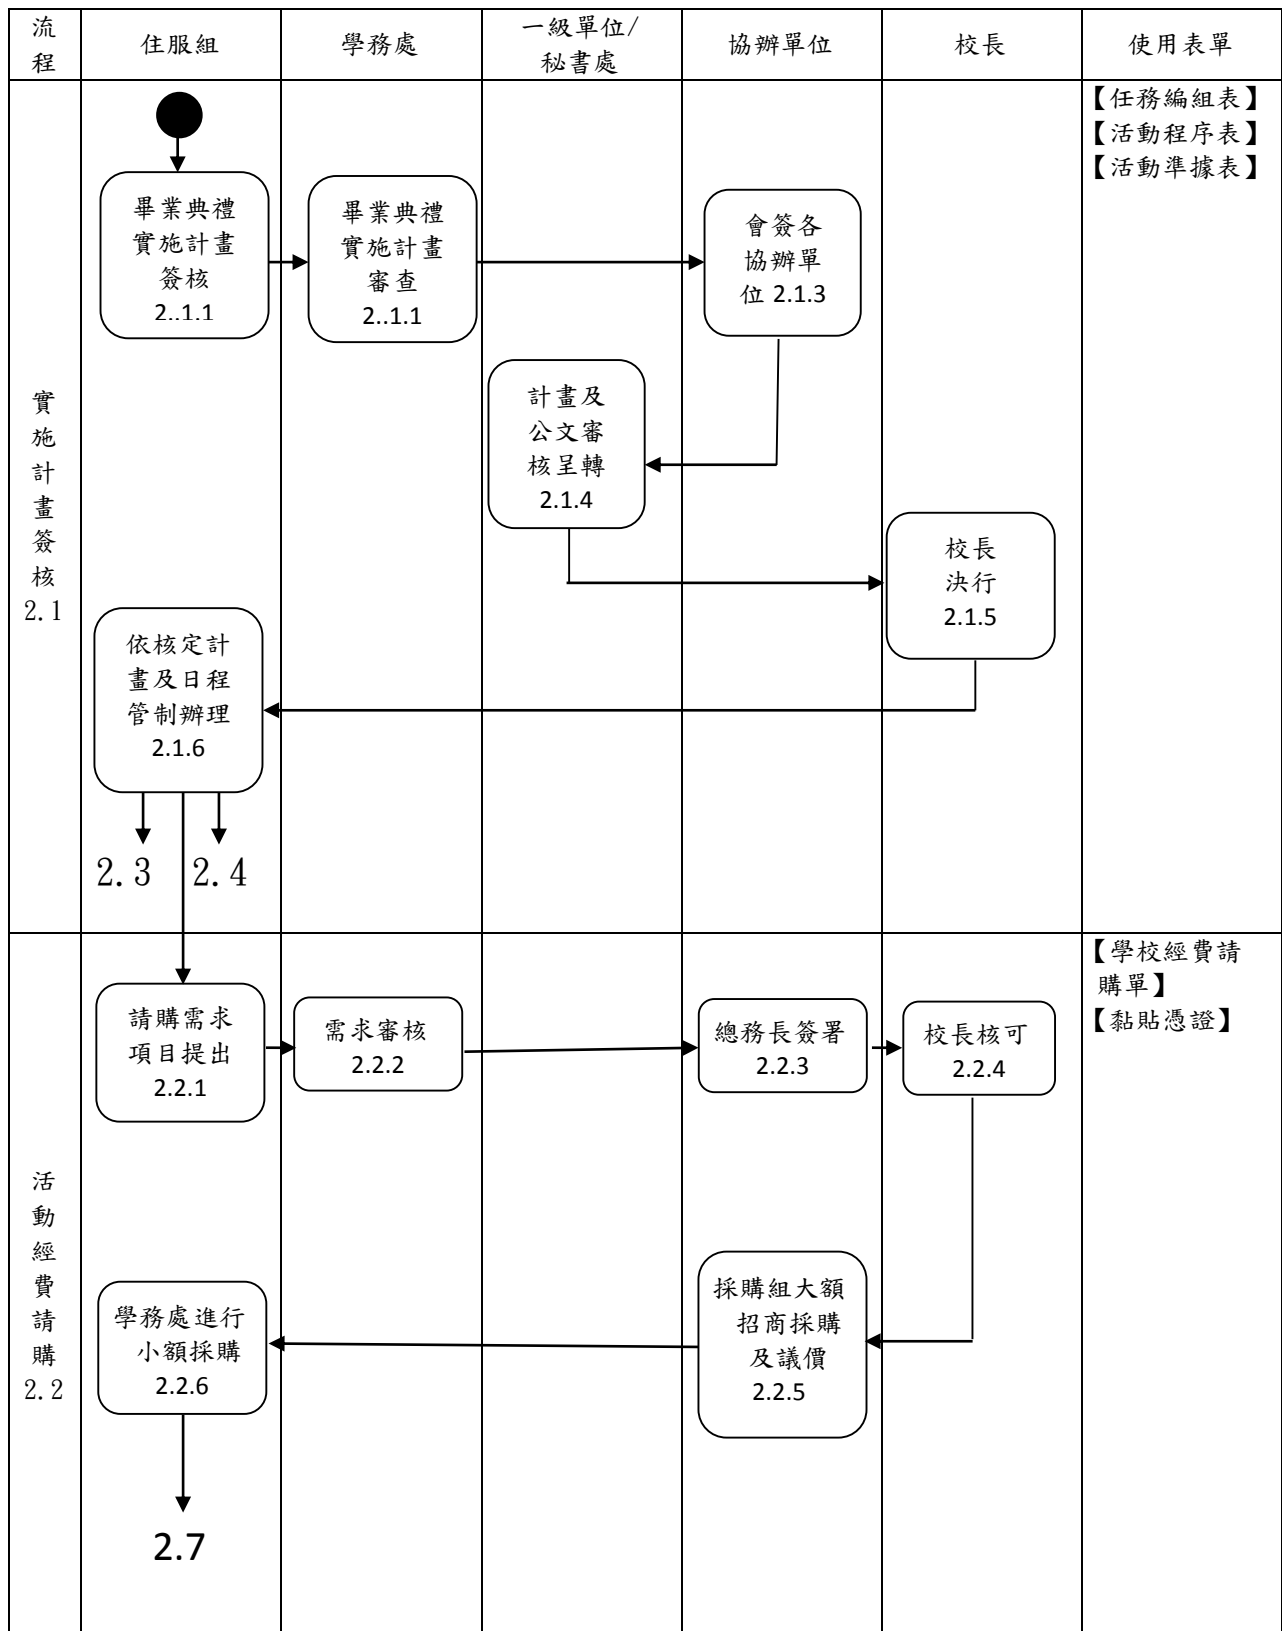 流
程
住服組
學務處
一級單位/
秘書處
協辦單位
校長
使用表單
實
施
計
畫
簽
核
2.1
畢業典禮
實施計畫
簽核
2..1.1
畢業典禮
實施計畫
審查
2..1.1
會簽各
協辦單
位 2.1.3
計畫及
公文審
核呈轉
2.1.4
校長
決行
2.1.5
依核定計
畫及日程
管制辦理
2.1.6
2.3
2.4
【任務編組表】
【活動程序表】
【活動準據表】
活
動
經
費
請
購
2.2
請購需求
項目提出
2.2.1
需求審核
2.2.2
總務長簽署
2.2.3
校長核可
2.2.4
採購組大額
招商採購
及議價
2.2.5
學務處進行
小額採購
2.2.6
2.7
【學校經費請
購單】
【黏貼憑證】